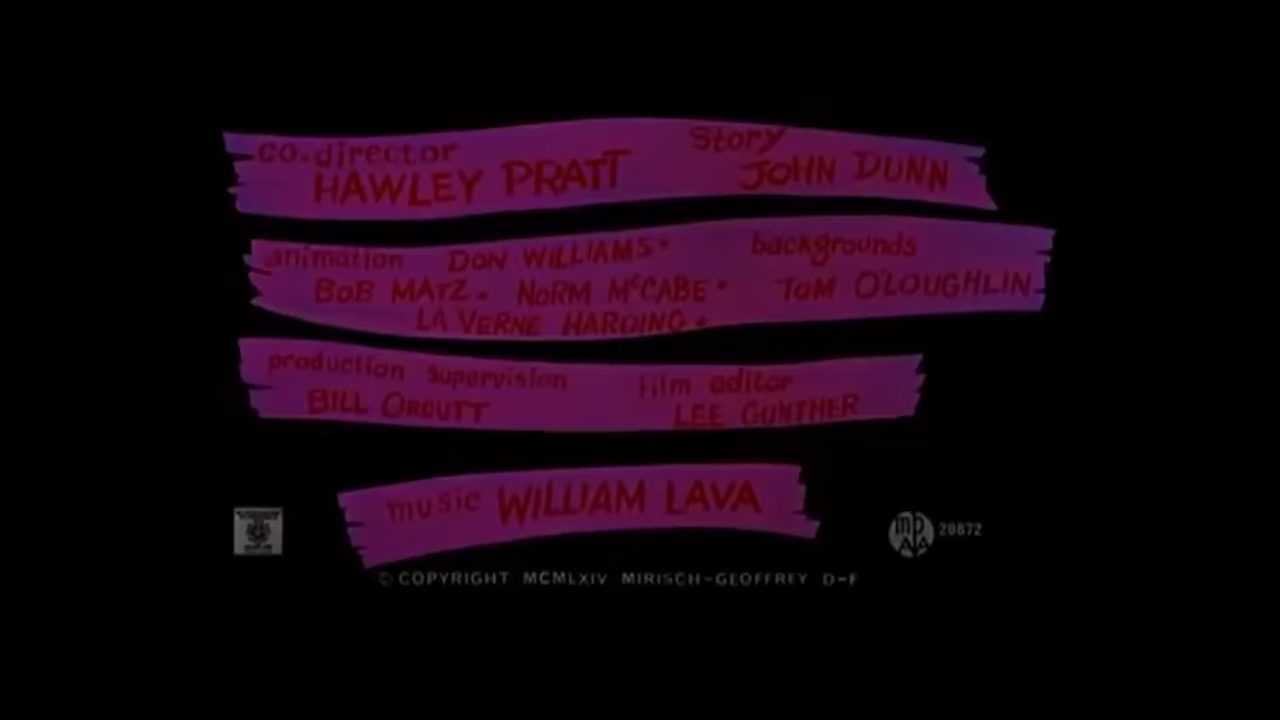 co-director Story
HAWLEY PRATT JOHN DUNN
animation DON WILLIAMS• backgrounds
BOB MATZ• NORM McCABE• TOM O'LOUGHLIN
LA VERNE HARDING•
production supervision film editor
BILL ORCUTT LEE GUNTHER
music WILLIAM LAVA
MPAA 20872
© COPYRIGHT MCMLXIV MIRISCH-GEOFFREY D-F